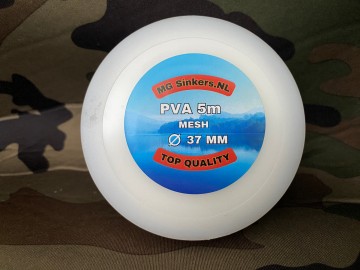 MG Sinkers.NL
PVA 5m
MESH
Ø 37 MM
TOP QUALITY